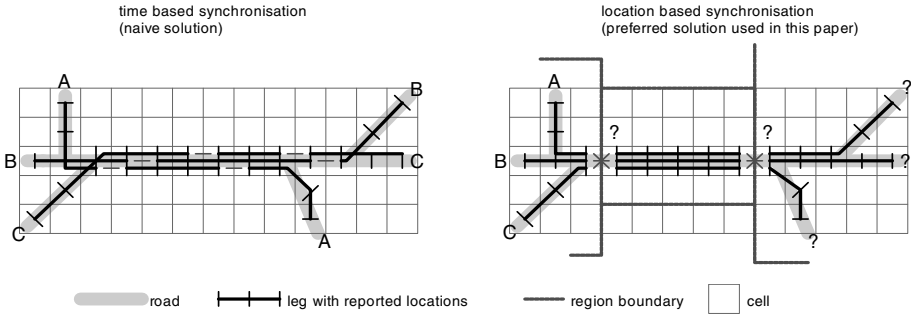 time based synchronisation
(naive solution)
location based synchronisation
(preferred solution used in this paper)
A
B
B
C
C
A
A
?
?
?
B
?
C
?
road
leg with reported locations
region boundary
cell